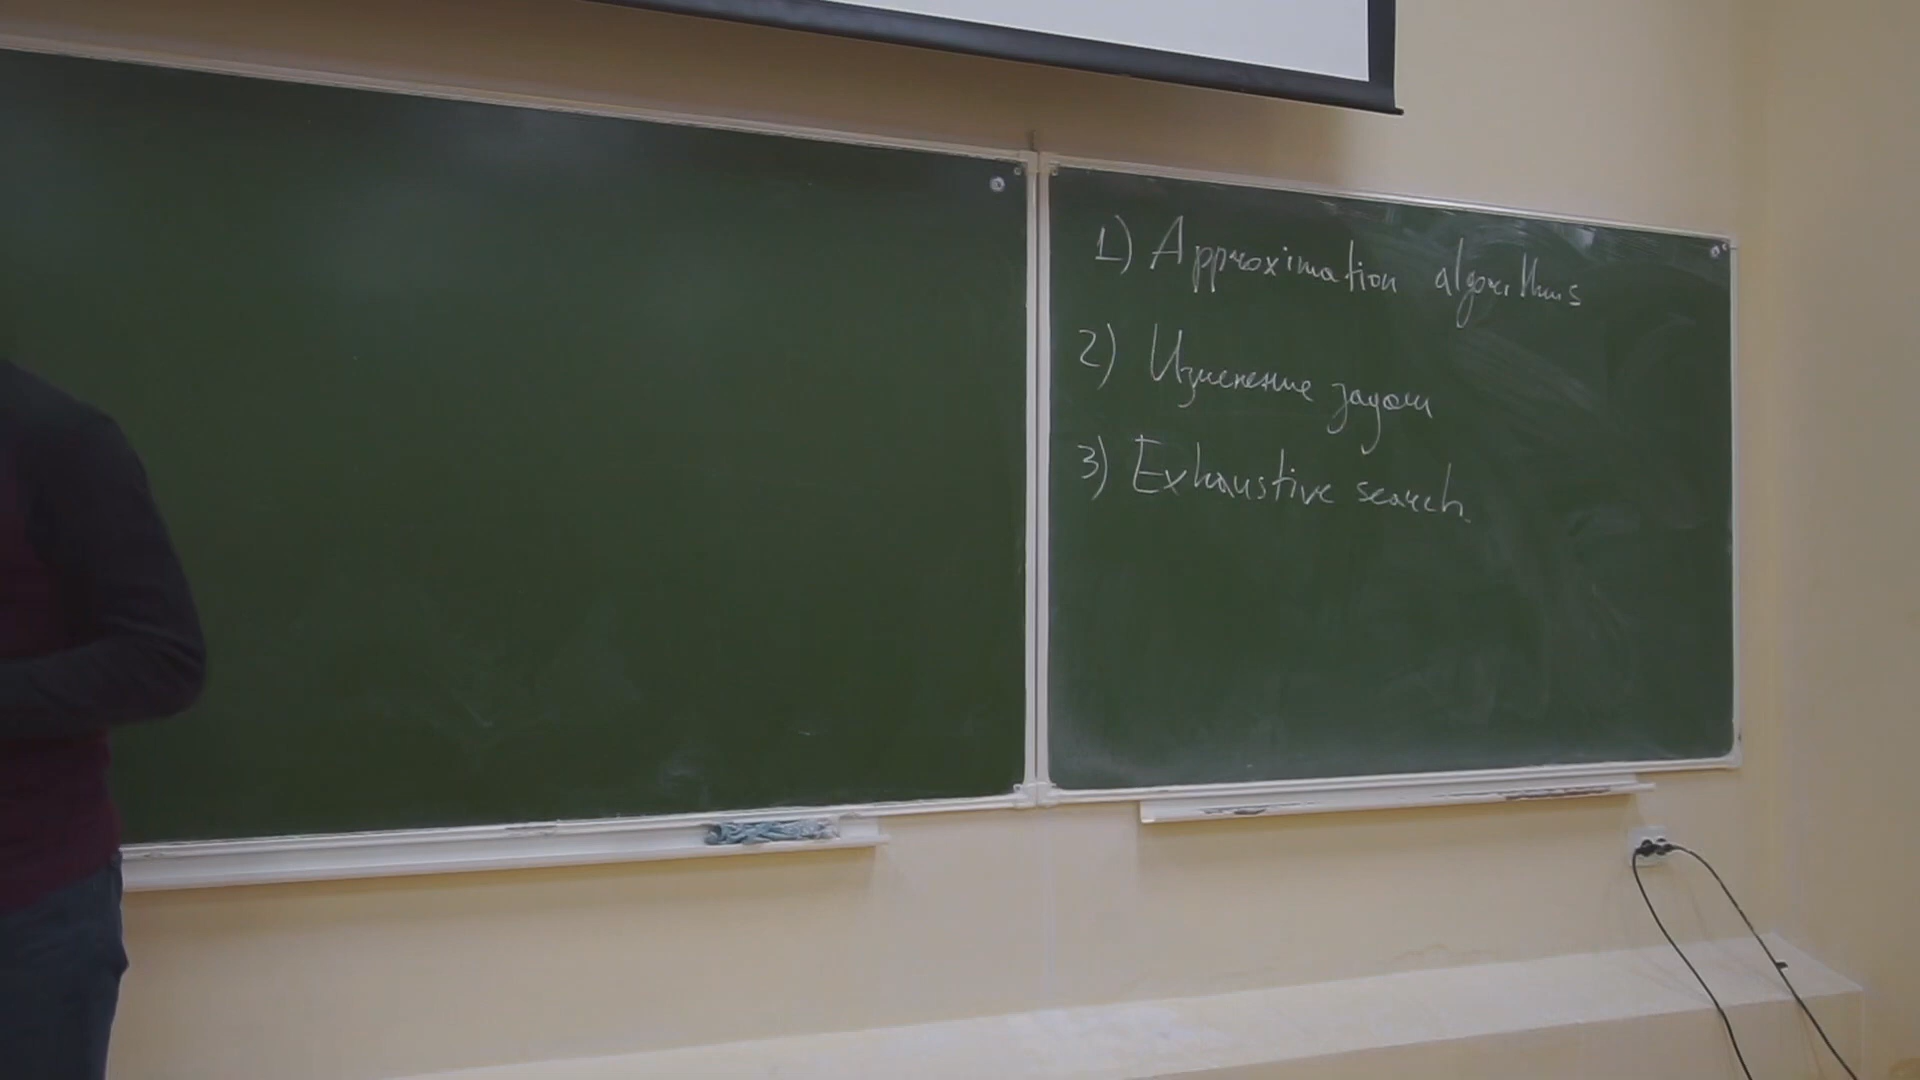 1) Approximation algorithms
2) Изменение задачи
3) Exhaustive search.